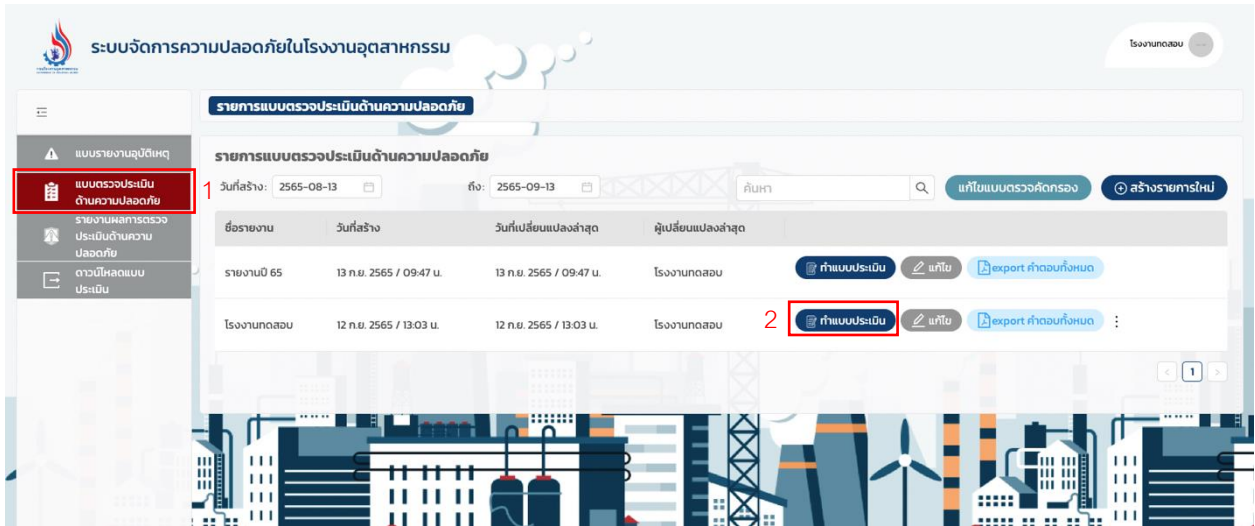 ระบบจัดการความปลอดภัยในโรงงานอุตสาหกรรม
โรงงานทดสอบ
รายการแบบตรวจประเมินด้านความปลอดภัย
แบบรายงานอุบัติเหตุ
แบบตรวจประเมิน
ด้านความปลอดภัย
1
รายงานผลการตรวจ
ประเมินด้านความ
ปลอดภัย
ดาวน์โหลดแบบ
ประเมิน
รายการแบบตรวจประเมินด้านความปลอดภัย
วันที่สร้าง: 2565-08-13 ถึง: 2565-09-13 ค้นหา แก้ไขแบบตรวจคัดกรอง สร้างรายการใหม่
ชื่อรายงาน วันที่สร้าง วันที่เปลี่ยนแปลงล่าสุด ผู้เปลี่ยนแปลงล่าสุด
รายงานปี 65 13 ก.ย. 2565 / 09:47 น. 13 ก.ย. 2565 / 09:47 น. โรงงานทดสอบ ทำแบบประเมิน แก้ไข export คำตอบทั้งหมด
โรงงานทดสอบ 12 ก.ย. 2565 / 13:03 น. 12 ก.ย. 2565 / 13:03 น. โรงงานทดสอบ 2 ทำแบบประเมิน แก้ไข export คำตอบทั้งหมด
< 1 >